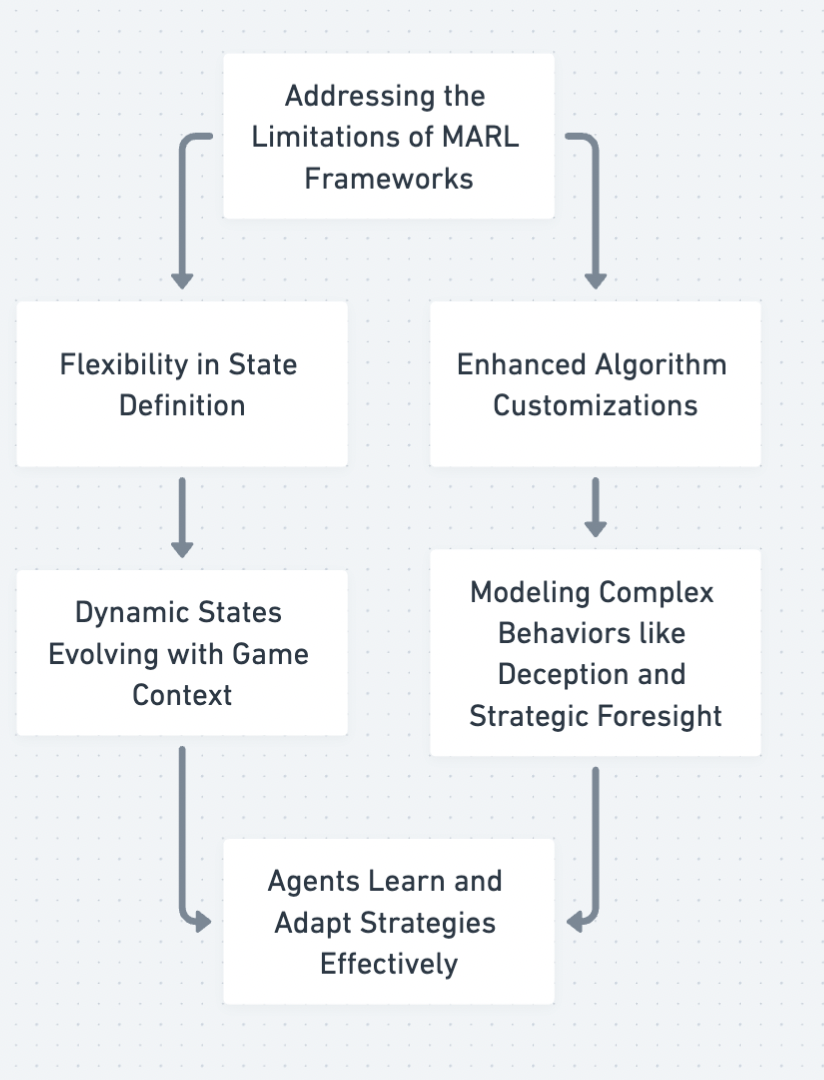 Addressing the
Limitations of MARL
Frameworks
Flexibility in State
Definition
Enhanced Algorithm
Customizations
Dynamic States
Evolving with Game
Context
Modeling Complex
Behaviors like
Deception and
Strategic Foresight
Agents Learn and
Adapt Strategies
Effectively